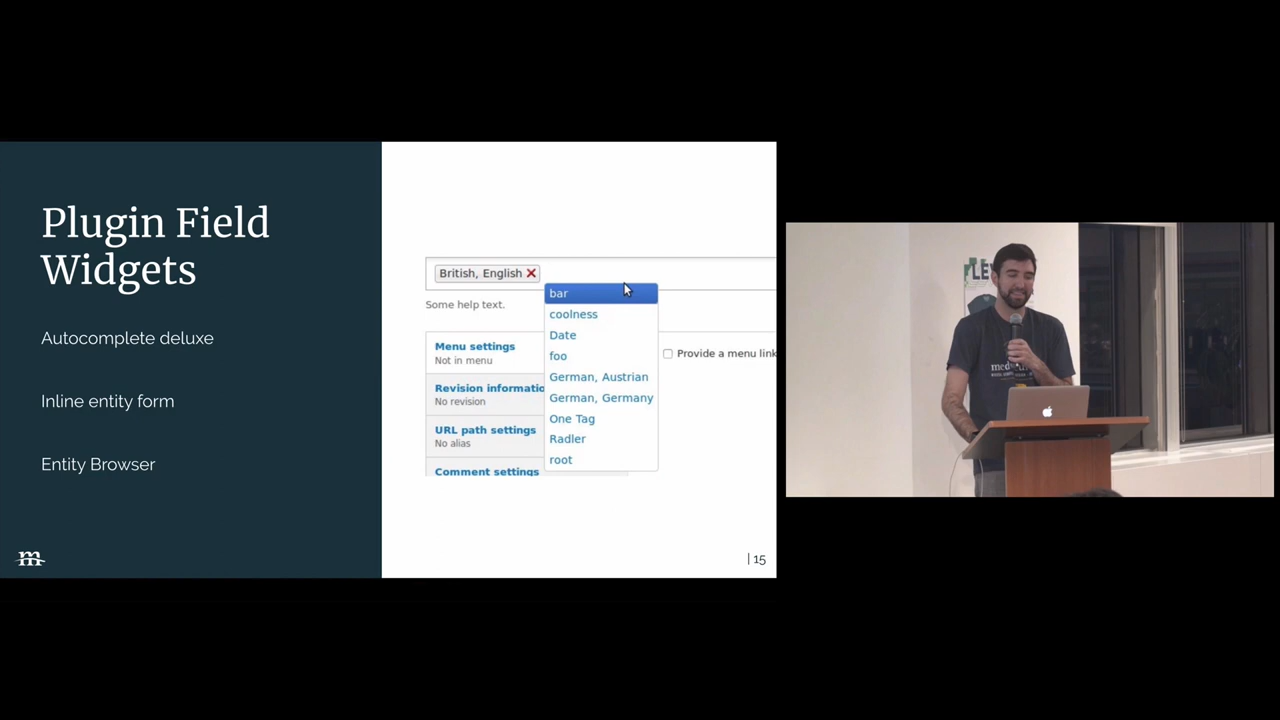 Plugin Field
Widgets
Autocomplete deluxe
Inline entity form
Entity Browser
m
British, English
Some help text.
bar
coolness
Date
foo
German, Austrian
German, Germany
One Tag
Radler
root
Menu settings
Not in menu
Provide a menu link
Revision informatio
No revision
URL path settings
No alias
Comment settings
| 15
LE